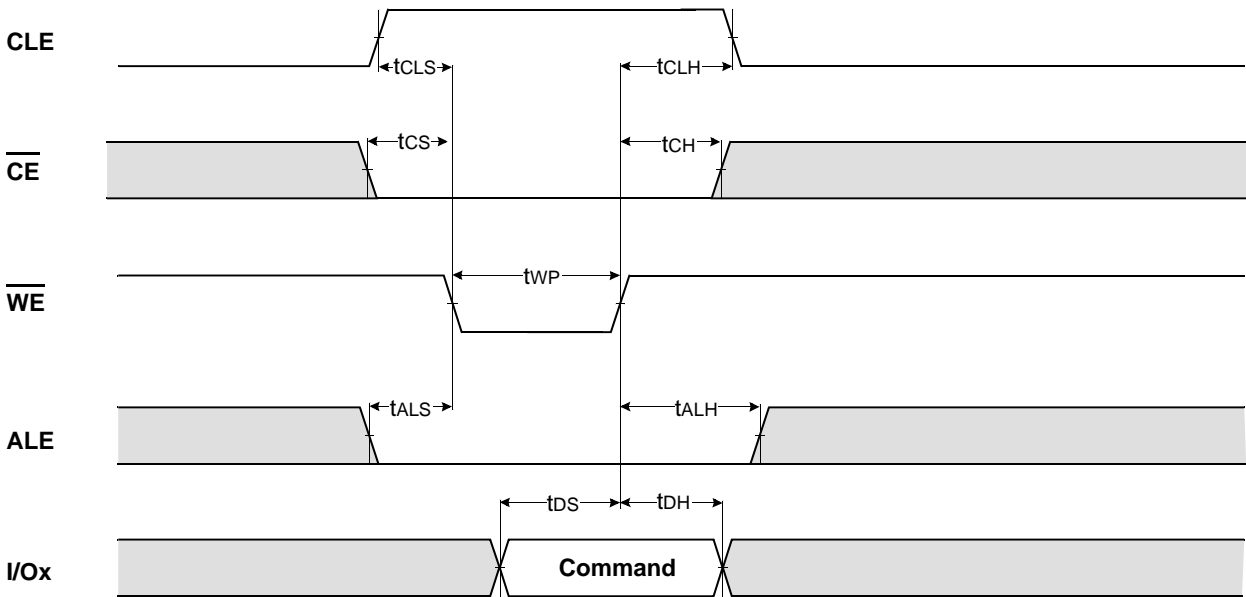 CLE
tCLS
tCLH
CE
tCS
tCH
WE
tWP
ALE
tALS
tALH
tDS
tDH
I/Ox
Command